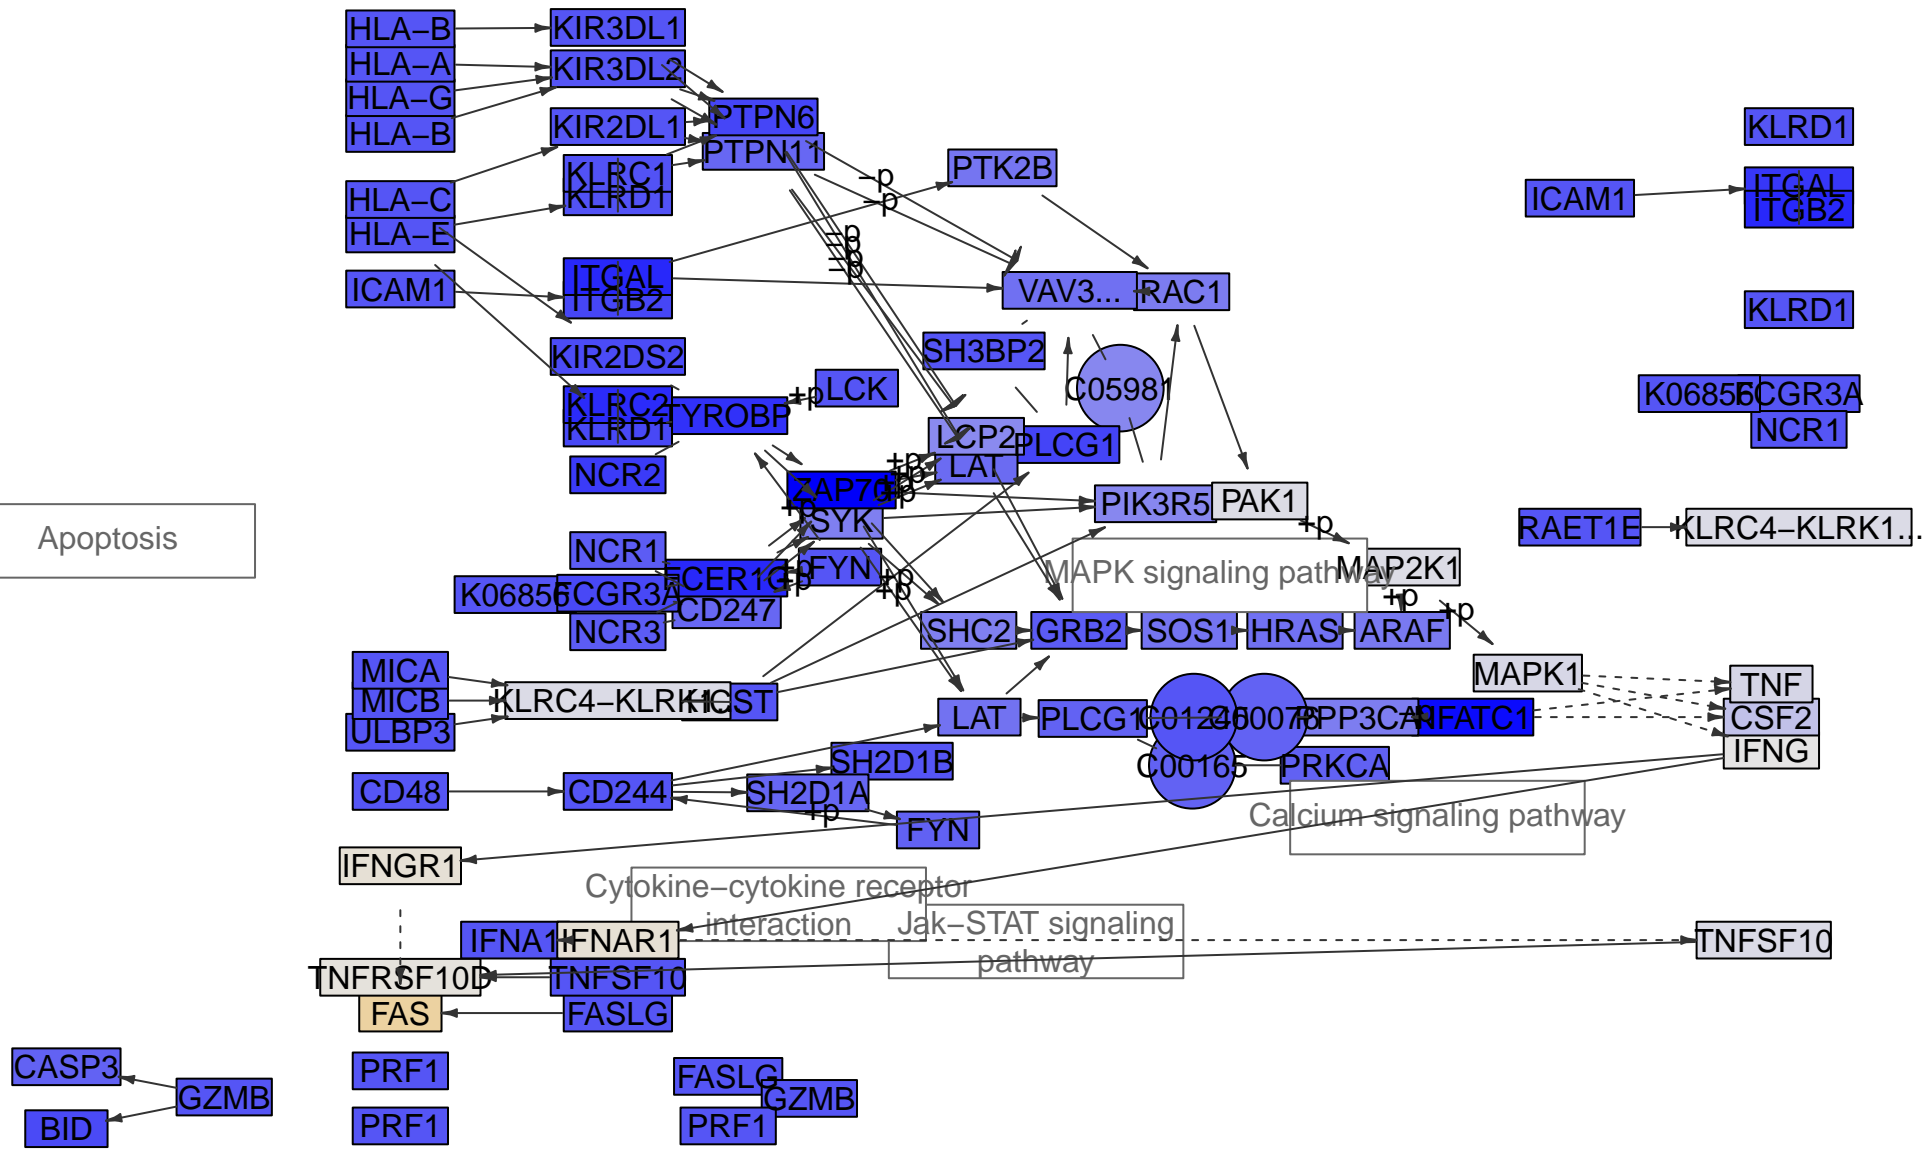 HLA−B
KIR3DL1
HLA−A
KIR3DL2
HLA−G
HLA−B
PTPN6
KIR2DL1
KLRD1
PTPN11
PTK2B
−p
KLRC1
KLRD1
ITGAL
ITGB2
HLA−C
ICAM1
−p
HLA−E
−p
−p
−p
−p
ITGAL
ITGB2
ICAM1
VAV3...
RAC1
KLRD1
SH3BP2
KIR2DS2
LCK
C05981
+p
K06856
FCGR3A
KLRC2
KLRD1
TYROBP
NCR1
LCP2
PLCG1
LAT
NCR2
+p
+p
+p
+p
ZAP70
PIK3R5
PAK1
+p
SYK
+p
RAET1E
KLRC4−KLRK1...
Apoptosis
NCR1
FYN
+p
+p
+p
+p
MAPK signaling pathway
MAP2K1
FCER1G
K06856
FCGR3A
CD247
NCR3
+p
+p
SHC2
GRB2
SOS1
HRAS
ARAF
MICA
MICB
ULBP3
KLRC4−KLRK1...
HCST
MAPK1
TNF
CSF2
IFNG
LAT
PLCG1
C01245
C00076
PPP3CA
NFATC1
C00165
PRKCA
SH2D1B
CD48
CD244
SH2D1A
+p
FYN
Calcium signaling pathway
IFNGR1
Cytokine−cytokine receptor
interaction
Jak−STAT signaling
pathway
IFNA1
IFNAR1
TNFSF10
TNFRSF10D
TNFSF10
FAS
FASLG
CASP3
PRF1
FASLG
GZMB
GZMB
BID
PRF1
PRF1